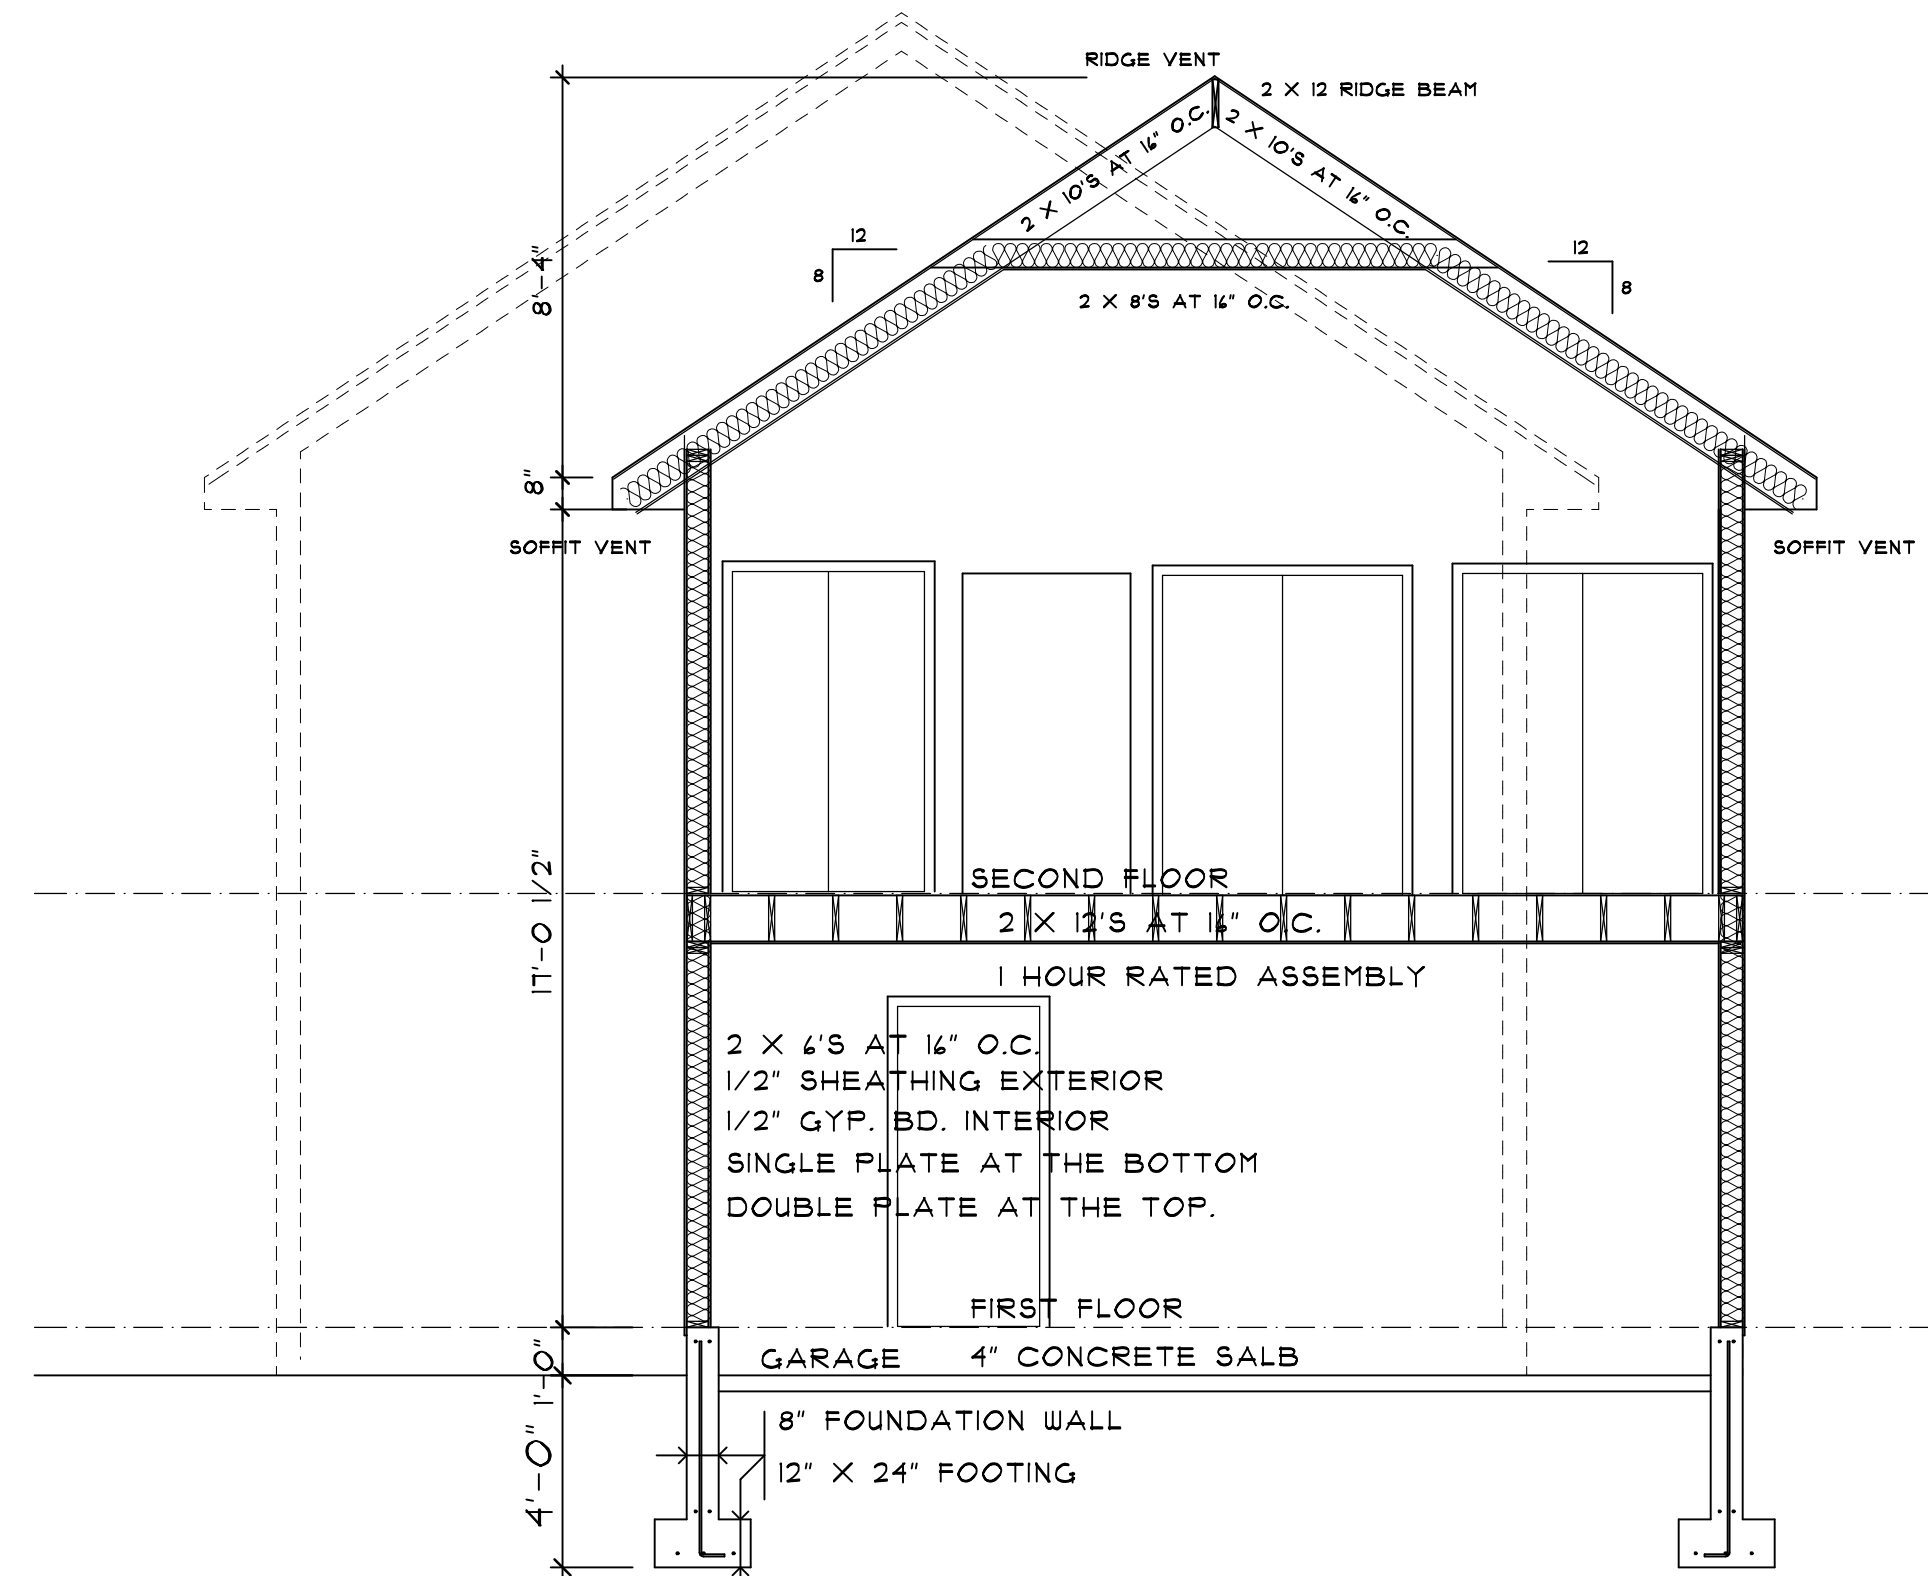 RIDGE VENT
2 X 12 RIDGE BEAM
2 X 10'S AT 16" O.C.
2 X 10'S AT 16" O.C.
12
8
12
8
8'-4"
2 X 8'S AT 16" O.C.
8"
SOFFIT VENT
SOFFIT VENT
17'-0 1/2"
SECOND FLOOR
2 X 12'S AT 16" O.C.
1 HOUR RATED ASSEMBLY
2 X 6'S AT 16" O.C.
1/2" SHEATHING EXTERIOR
1/2" GYP. BD. INTERIOR
SINGLE PLATE AT THE BOTTOM
DOUBLE PLATE AT THE TOP.
FIRST FLOOR
1'-0"
GARAGE
4" CONCRETE SALB
4'-0"
8" FOUNDATION WALL
12" X 24" FOOTING